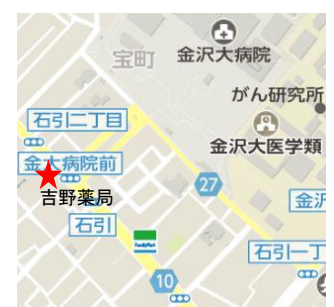 金沢大病院
宝町
がん研究所
石引二丁目
金沢大医学類
金大病院前
27
吉野薬局
金沢
石引
FamilyMart
石引一丁
10